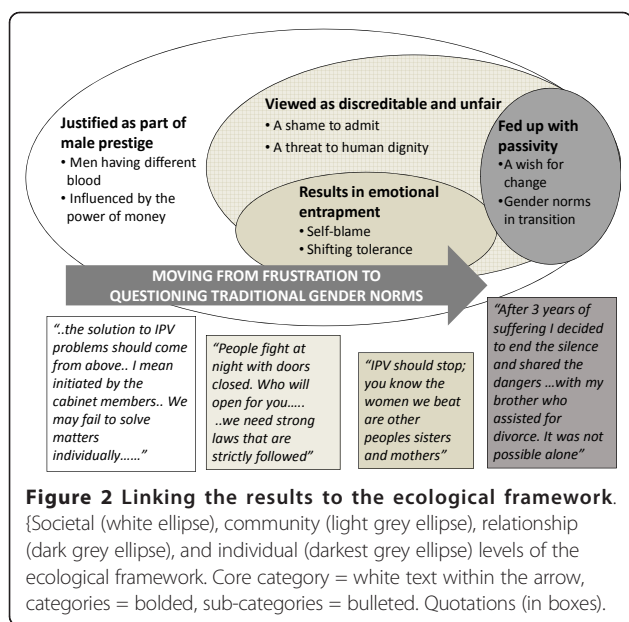 Justified as part of
male prestige
• Men having different
blood
• Influenced by the
power of money
Viewed as discreditable and unfair
• A shame to admit
• A threat to human dignity
Fed up with
passivity
• A wish for
change
•Gender norms
in transition
Results in emotional
entrapment
• Self-blame
• Shifting tolerance
MOVING FROM FRUSTRATION TO
QUESTIONING TRADITIONAL GENDER NORMS
“..the solution to IPV
problems should come
from above.. I mean
initiated by the
cabinet members.. We
may fail to solve
matters
individually......”
“People fight at
night with doors
closed. Who will
open for you.....
..we need strong
laws that are
strictly followed”
“IPV should stop;
you know the
women we beat
are other
peoples sisters
and mothers”
“After 3 years of
suffering I decided
to end the silence
and shared the
dangers ...with my
brother who
assisted for
divorce. It was not
possible alone”
Figure 2 Linking the results to the ecological framework.
{Societal (white ellipse), community (light grey ellipse), relationship
(dark grey ellipse), and individual (darkest grey ellipse) levels of the
ecological framework. Core category = white text within the arrow,
categories = bolded, sub-categories = bulleted. Quotations (in boxes).